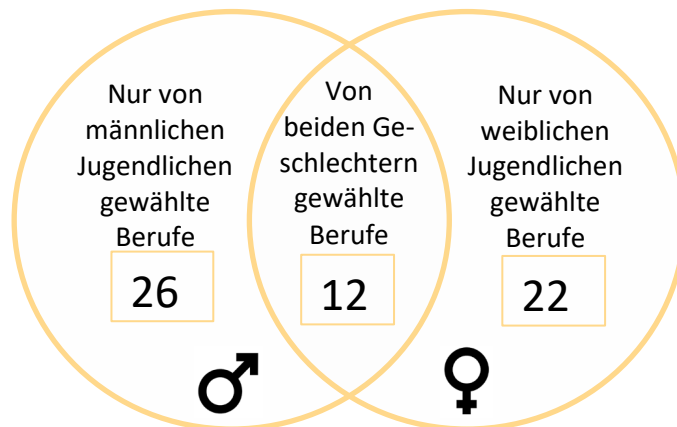 Nur von
männlichen
Jugendlichen
gewählte
Berufe
26
Von
beiden Ge-
schlechtern
gewählte
Berufe
12
Nur von
weiblichen
Jugendlichen
gewählte
Berufe
22